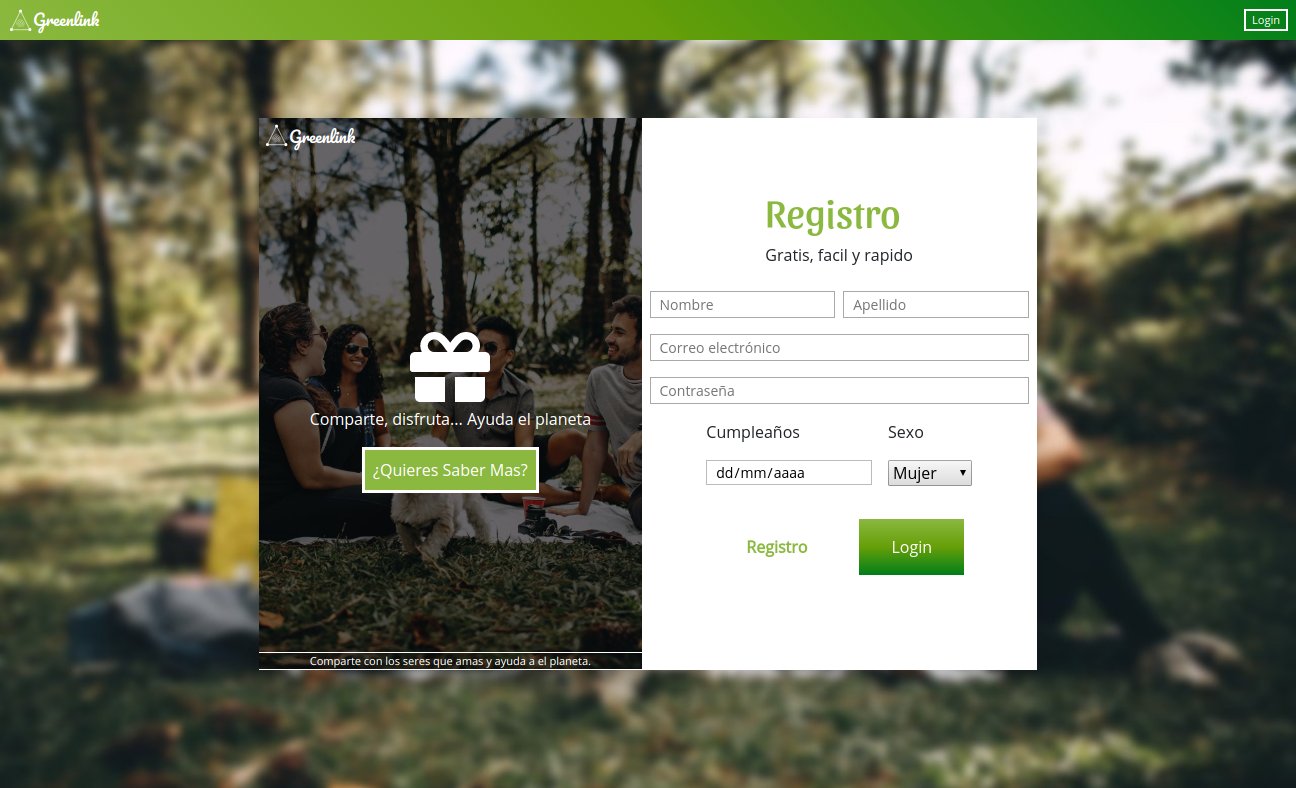 Greenlink
Login
Greenlink
Comparte, disfruta... Ayuda el planeta
¿Quieres Saber Mas?
Comparte con los seres que amas y ayuda a el planeta.
Registro
Gratis, facil y rapido
Nombre
Apellido
Correo electrónico
Contraseña
Cumpleaños
Sexo
dd/mm/aaaa
Mujer
Registro
Login